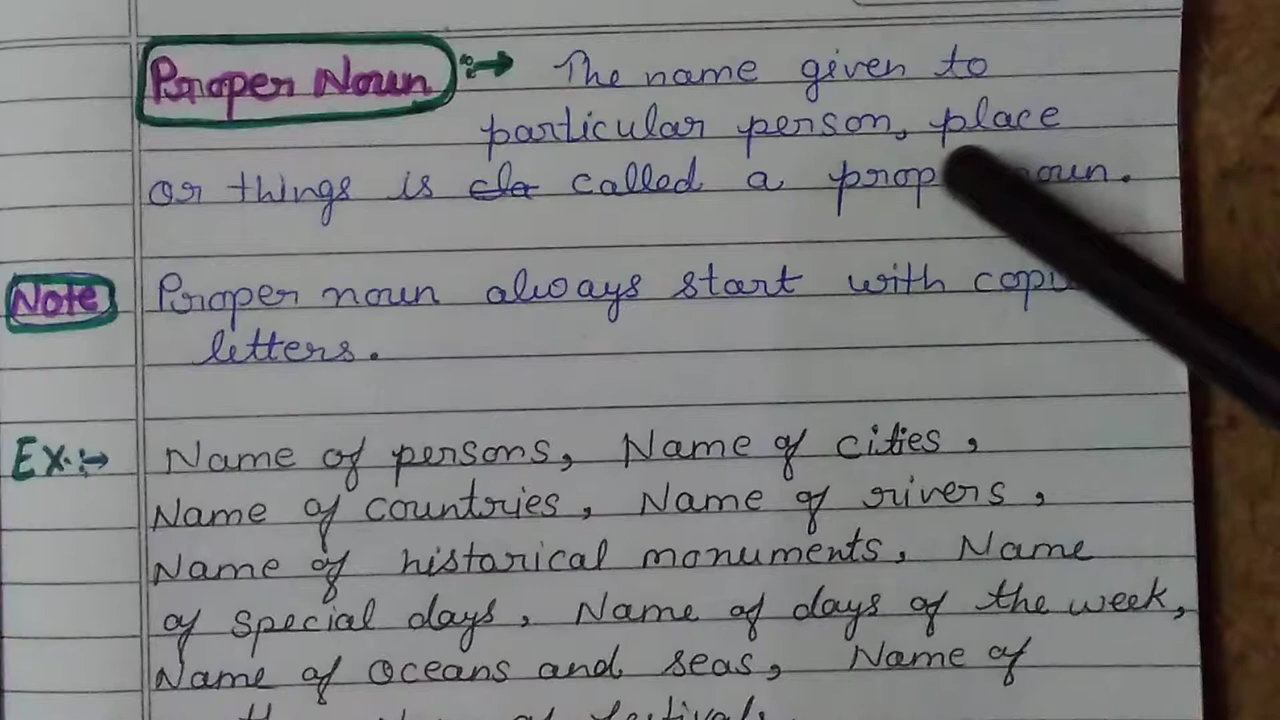 Proper Noun :→ The name given to
particular person, place
or things is cla called a noun.
Note Proper noun always start with
letters.
Ex.:→ Name of persons, Name of cities,
Name of countries, Name of rivers,
Name of historical monuments, Name
of special days, Name of days of the week,
Name of oceans and seas, Name of